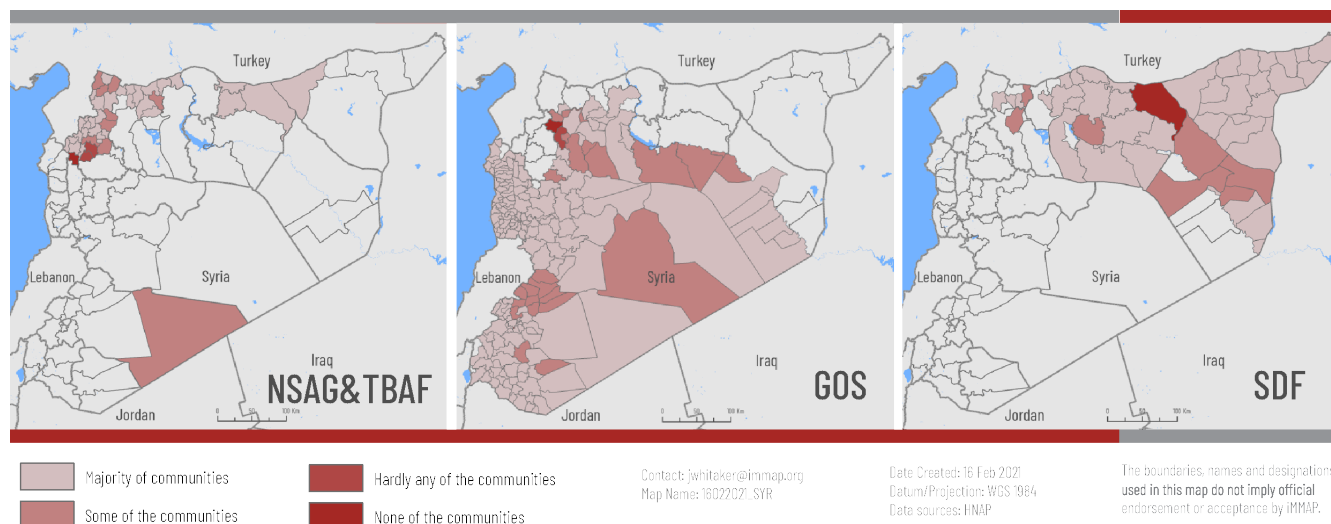 Turkey
Lebanon
Syria
Iraq
Jordan
NSAG&TBAF
0 50 100 Km
Turkey
Lebanon
Syria
Iraq
Jordan
GOS
0 50 100 Km
Turkey
Lebanon
Syria
Iraq
Jordan
SDF
0 50 100 Km
Majority of communities
Some of the communities
Hardly any of the communities
None of the communities
Contact: jwhitaker@immap.org
Map Name: 16022021_SYR
Date Created: 16 Feb 2021
Datum/Projection: WGS 1984
Data sources: HNAP
The boundaries, names and designations
used in this map do not imply official
endorsement or acceptance by iMMAP.